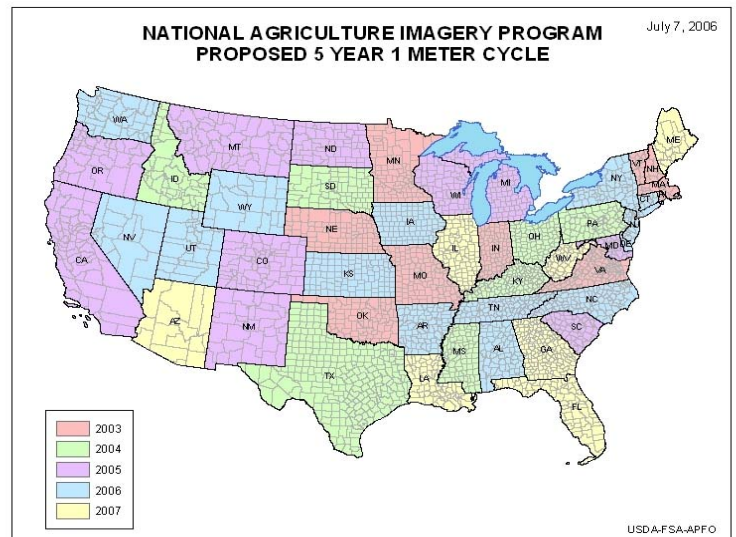 NATIONAL AGRICULTURE IMAGERY PROGRAM
PROPOSED 5 YEAR 1 METER CYCLE
July 7, 2006
WA
MT
ND
MN
ME
OR
ID
SD
WI
MI
NY
VT
NH
MA
CT
WY
NE
IA
IL
IN
OH
PA
NJ
NV
UT
CO
KS
MO
KY
WV
MD
DE
VA
CA
AZ
NM
OK
AR
TN
NC
TX
LA
MS
AL
GA
SC
FL
2003
2004
2005
2006
2007
USDA-FSA-APFO